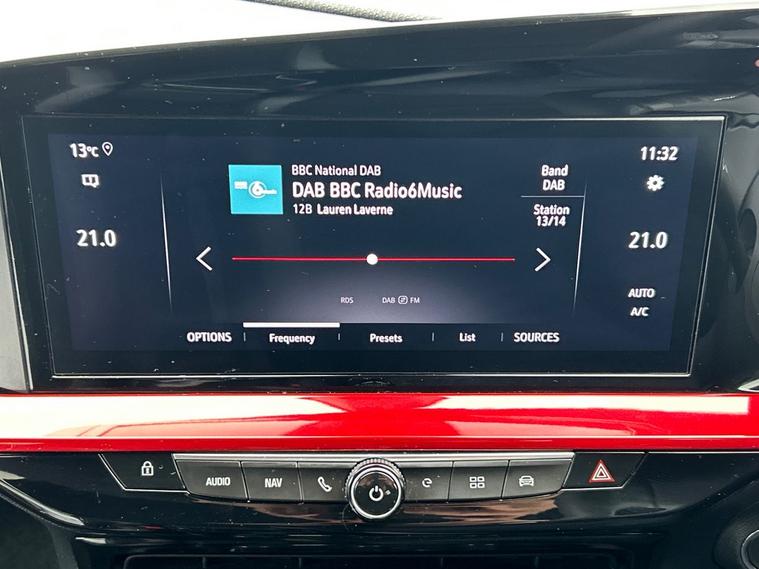 13°C
11:32
BBC National DAB
DAB BBC Radio6Music
12B Lauren Laverne
6music
Band
DAB
Station
13/14
21.0
21.0
RDS
DAB FM
AUTO
A/C
OPTIONS
Frequency
Presets
List
SOURCES
AUDIO
NAV